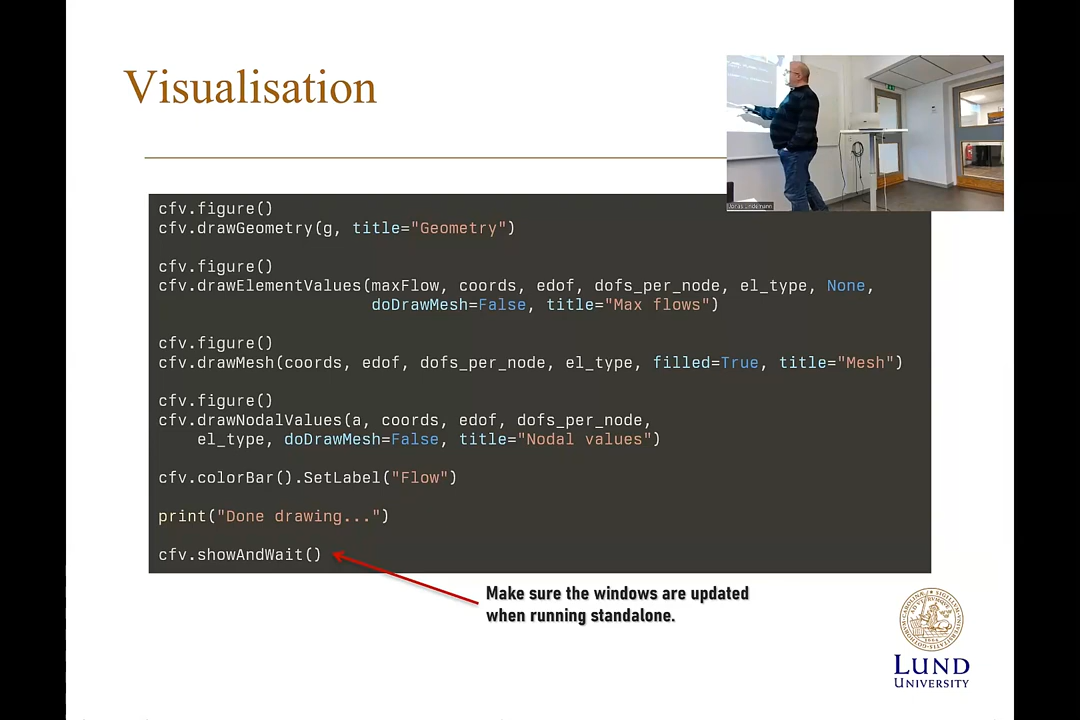 Visualisation
cfv.figure()
cfv.drawGeometry(g, title="Geometry")
cfv.figure()
cfv.drawElementValues(maxFlow, coords, edof, dofs_per_node, el_type, None,
doDrawMesh=False, title="Max flows")
cfv.figure()
cfv.drawMesh(coords, edof, dofs_per_node, el_type, filled=True, title="Mesh")
cfv.figure()
cfv.drawNodalValues(a, coords, edof, dofs_per_node,
el_type, doDrawMesh=False, title="Nodal values")
cfv.colorBar().SetLabel("Flow")
print("Done drawing...")
cfv.showAndWait()
Make sure the windows are updated
when running standalone.
Jonas Lindemann
LUND
UNIVERSITY